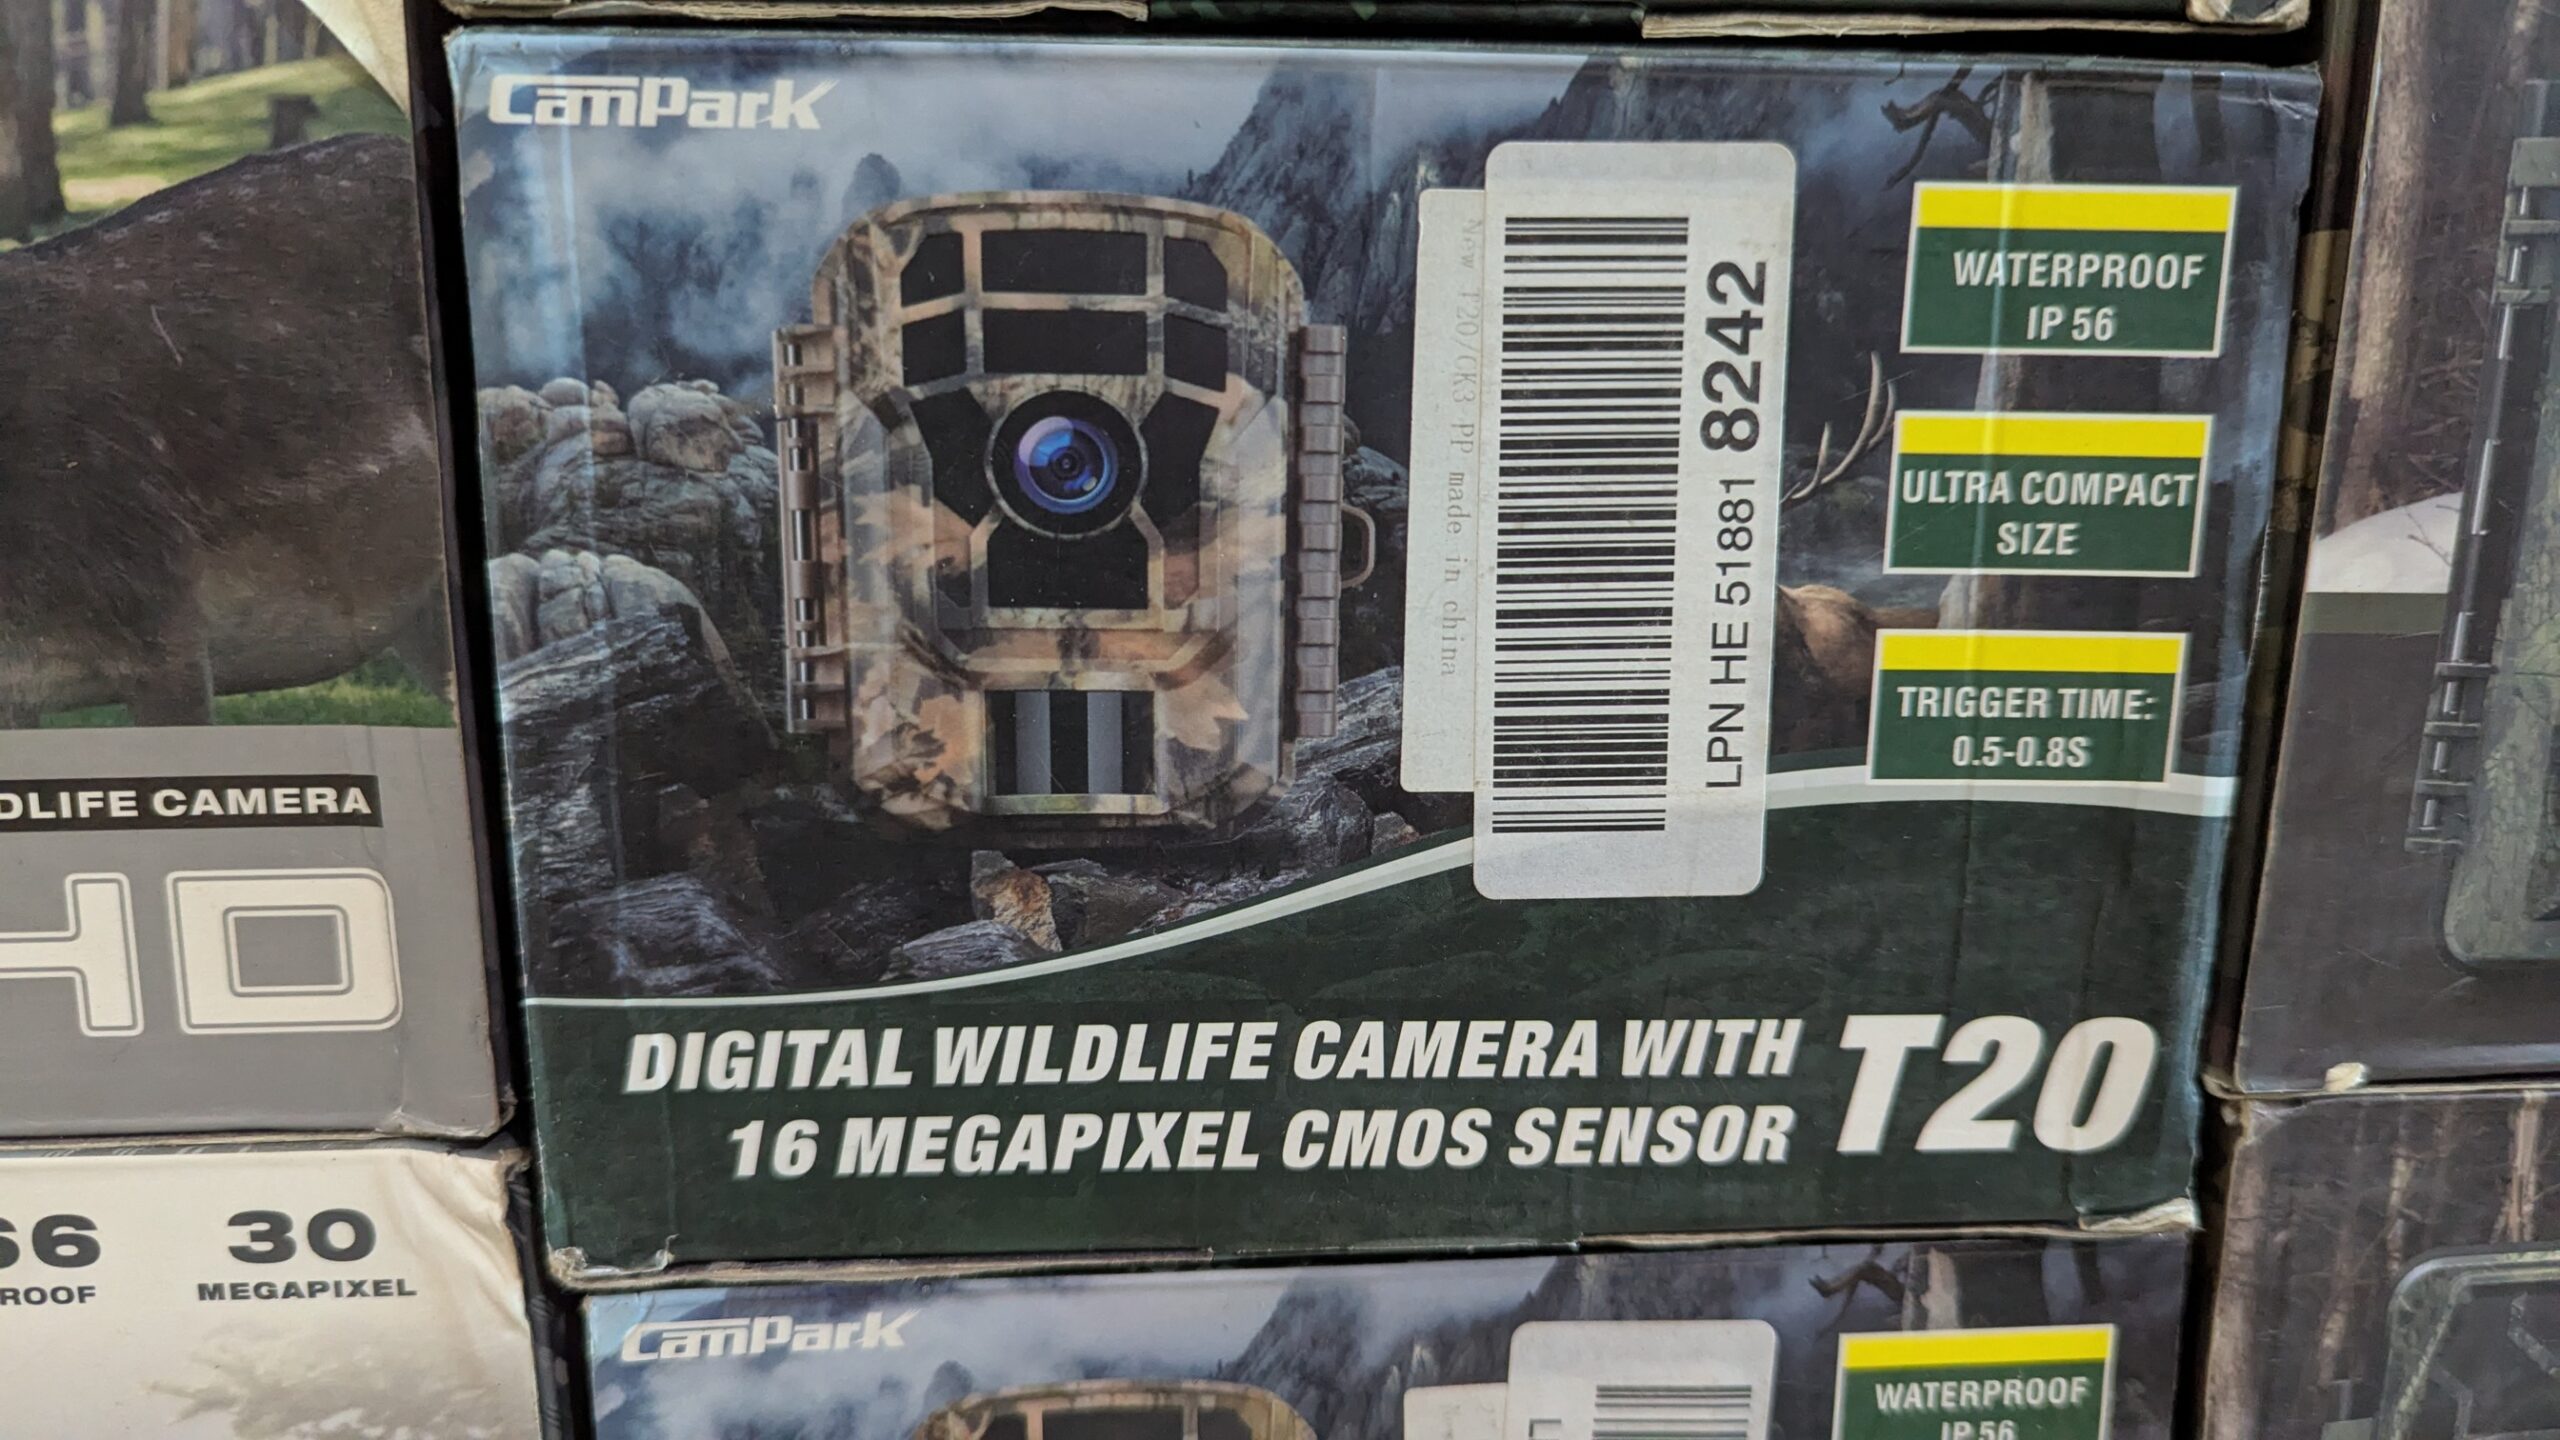 CamPark
WATERPROOF
IP 56
ULTRA COMPACT
SIZE
TRIGGER TIME:
0.5-0.8S
New T20/CK3-PP made in china
LPN HE 51881 8242
DIGITAL WILDLIFE CAMERA WITH
16 MEGAPIXEL CMOS SENSOR
T20
DLIFE CAMERA
HD
66
ROOF
30
MEGAPIXEL
CamPark
WATERPROOF
IP 56